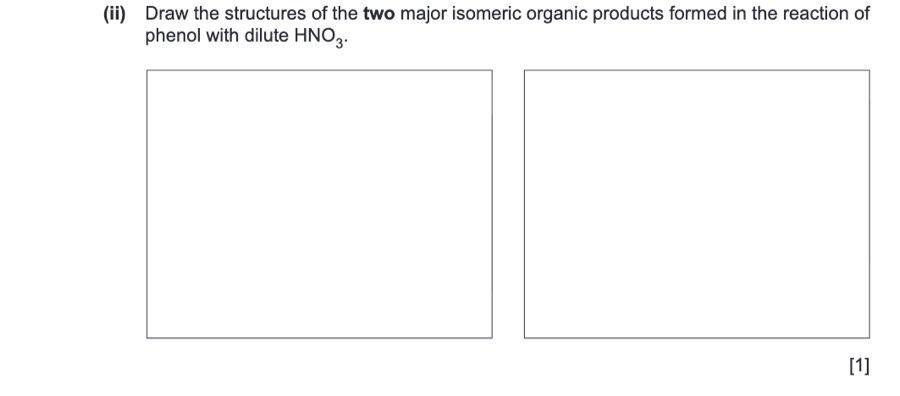 (ii) Draw the structures of the two major isomeric organic products formed in the reaction of
phenol with dilute HNO₃.
[1]